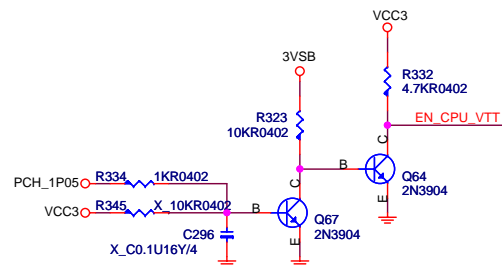 VCC3
3VSB
R332
4.7KR0402
R323
10KR0402
EN_CPU_VTT
C
B
Q64
2N3904
E
PCH_1P05
R334
1KR0402
VCC3
R345
X_10KR0402
C
B
Q67
2N3904
E
C296
X_C0.1U16Y/4